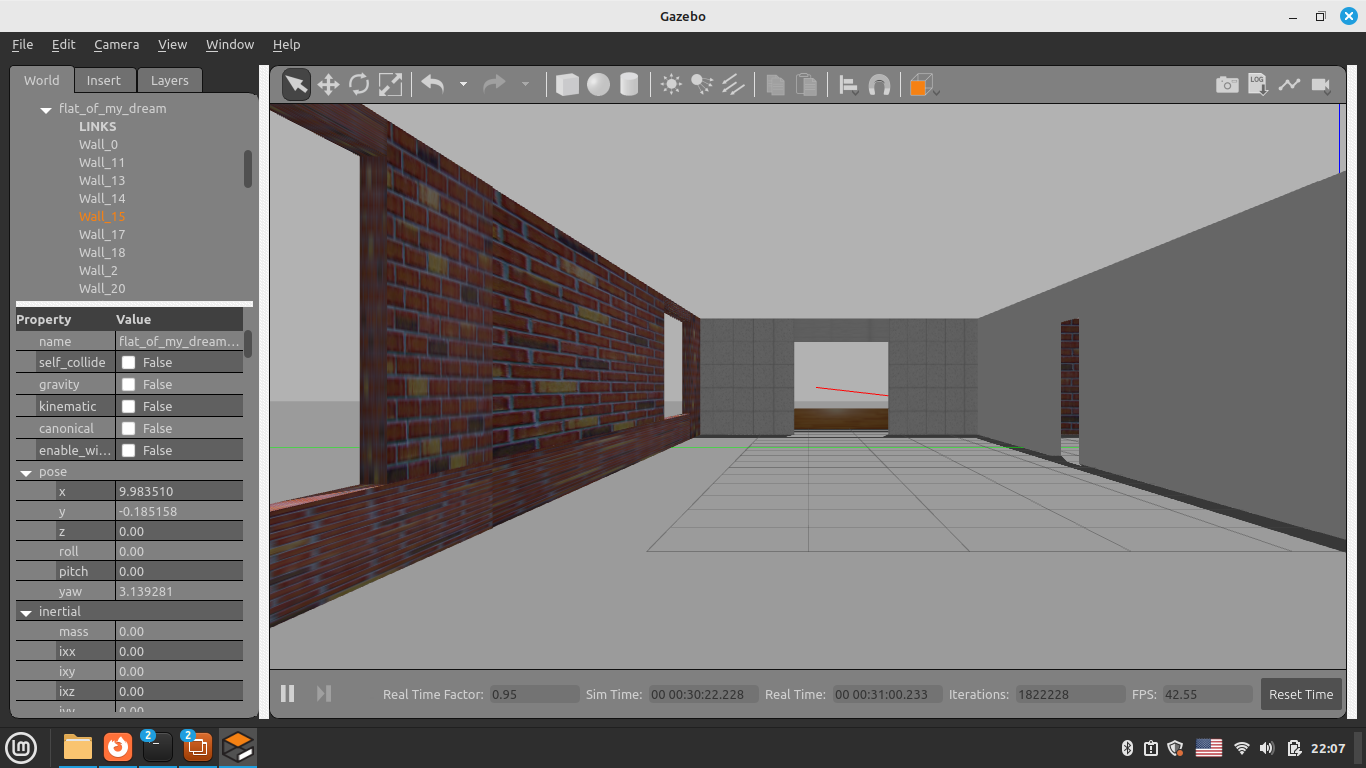 Gazebo
File Edit Camera View Window Help
World Insert Layers
LOG
flat_of_my_dream
LINKS
Wall_0
Wall_11
Wall_13
Wall_14
Wall_15
Wall_17
Wall_18
Wall_2
Wall_20
Property Value
name flat_of_my_dream...
self_collide False
gravity False
kinematic False
canonical False
enable_wi... False
pose
x 9.983510
y -0.185158
z 0.00
roll 0.00
pitch 0.00
yaw 3.139281
inertial
mass 0.00
ixx 0.00
ixy 0.00
ixz 0.00
Real Time Factor: 0.95 Sim Time: 00 00:30:22.228 Real Time: 00 00:31:00.233 Iterations: 1822228 FPS: 42.55 Reset Time
2 2
22:07